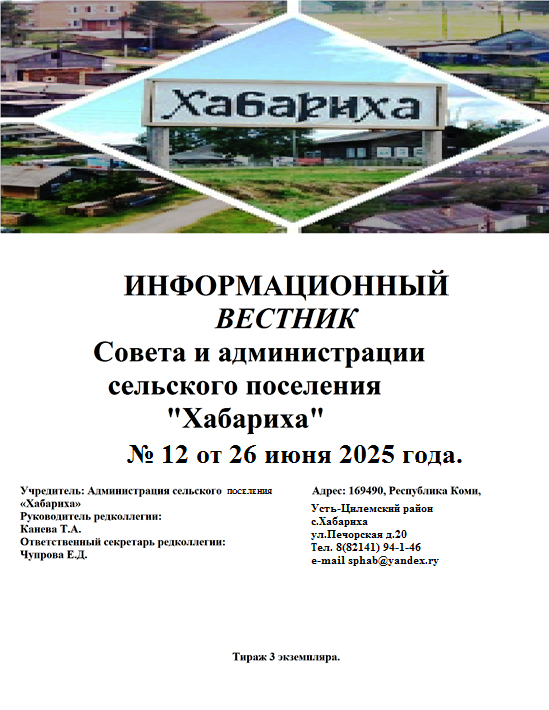 Хабариха
ИНФОРМАЦИОННЫЙ
ВЕСТНИК
Совета и администрации
сельского поселения
"Хабариха"
№ 12 от 26 июня 2025 года.
Учредитель: Администрация сельского поселения
«Хабариха»
Руководитель редколлегии:
Канева Т.А.
Ответственный секретарь редколлегии:
Чупрова Е.Д.
Адрес: 169490, Республика Коми,
Усть-Цилемский район
с.Хабариха
ул.Печорская д.20
Тел. 8(82141) 94-1-46
e-mail sphab@yandex.ry
Тираж 3 экземпляра.